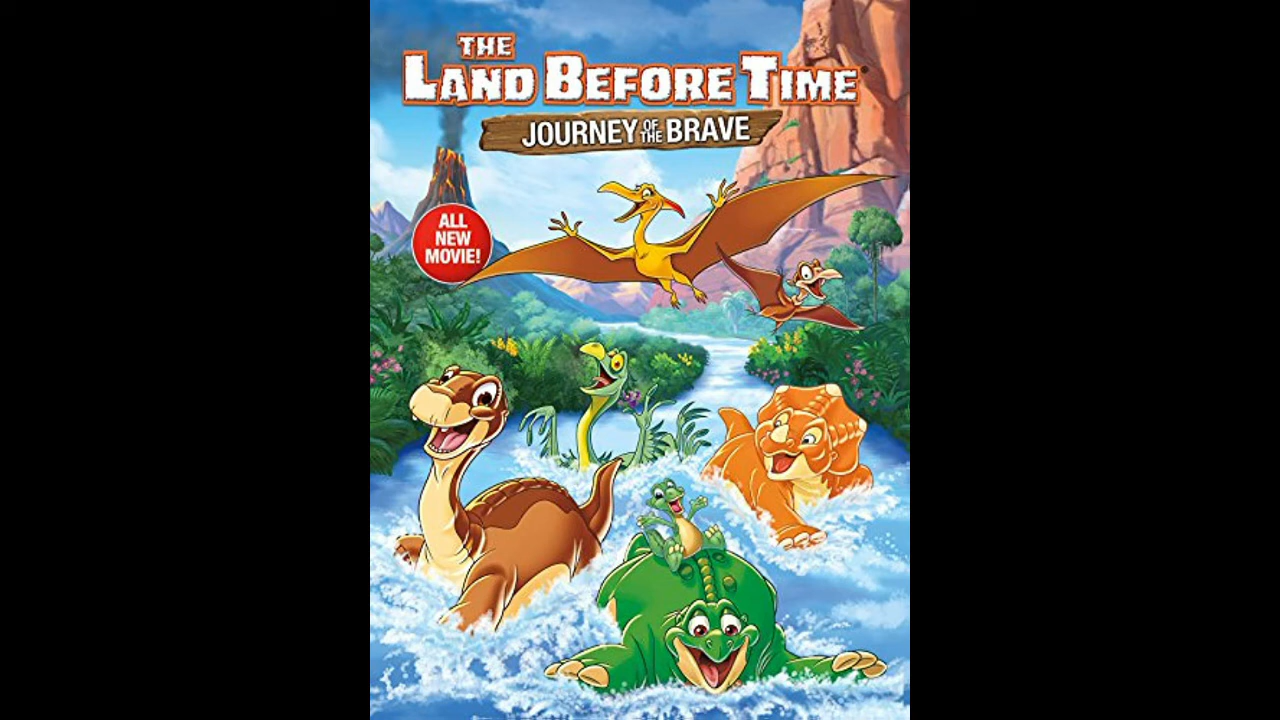 THE
LAND BEFORE TIME
JOURNEY OF THE BRAVE
ALL
NEW
MOVIE!